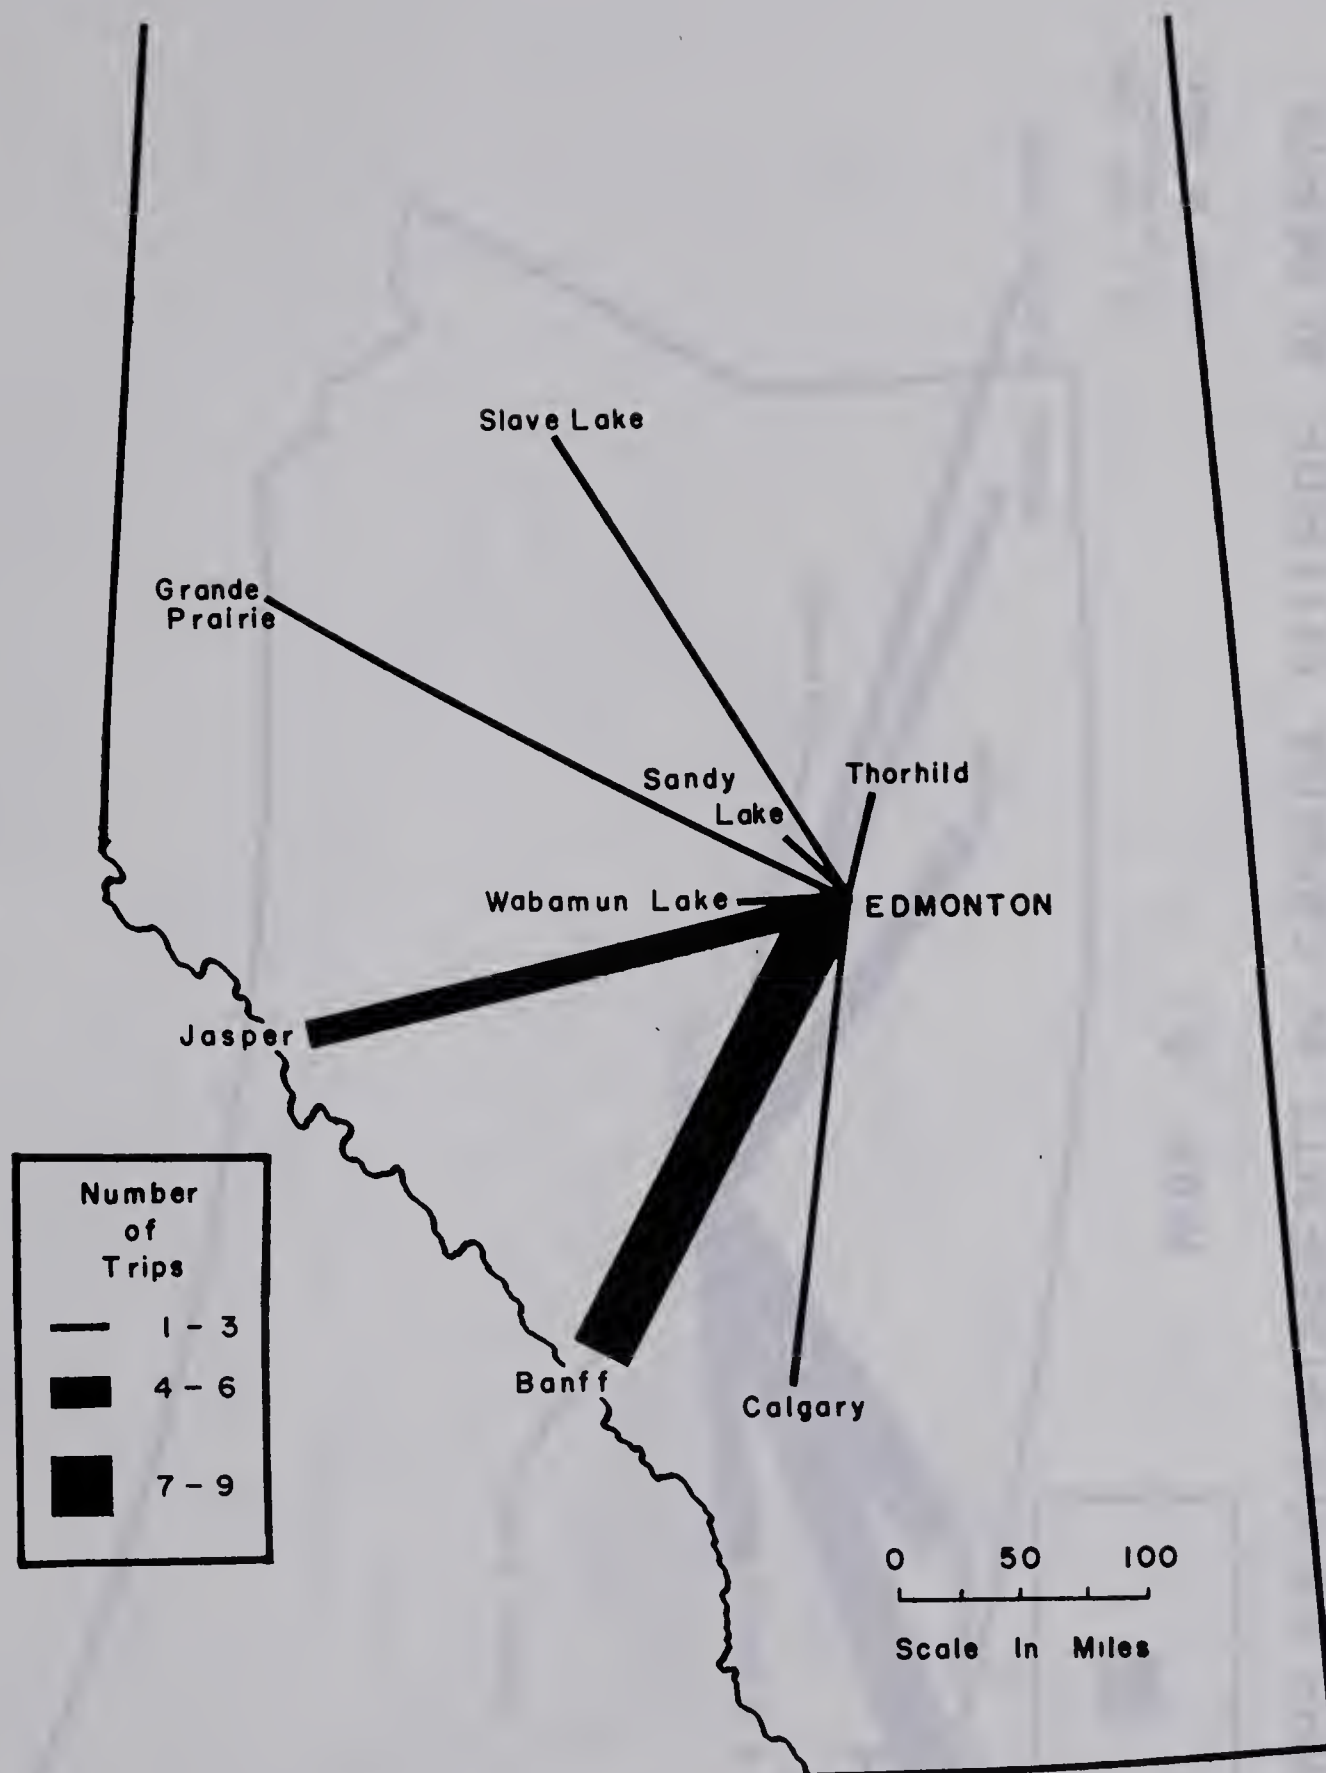 Slave Lake
Grande
Prairie
Sandy
Lake
Thorhild
Wabamun Lake
EDMONTON
Jasper
Banff
Calgary
Number
of
Trips
1 - 3
4 - 6
7 - 9
0 50 100
Scale In Miles